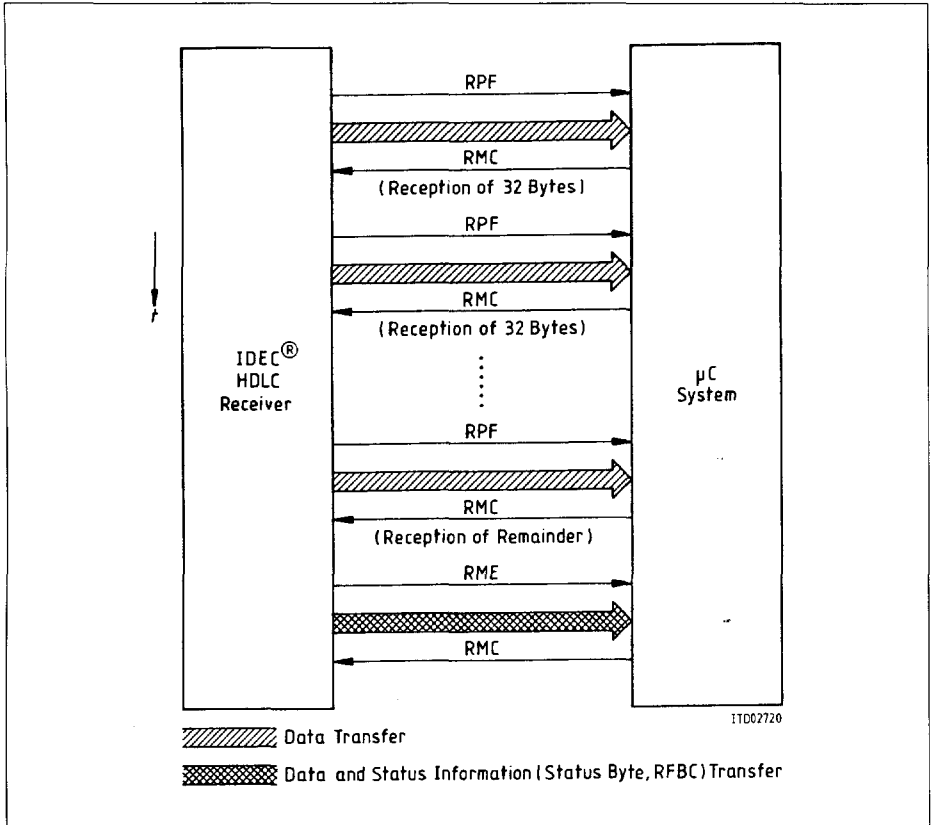 RPF
RMC
(Reception of 32 Bytes)
RPF
RMC
(Reception of 32 Bytes)
t
IDEC®
HDLC
Receiver
µC
System
RPF
RMC
(Reception of Remainder)
RME
RMC
ITD02720
Data Transfer
Data and Status Information (Status Byte, RFBC) Transfer